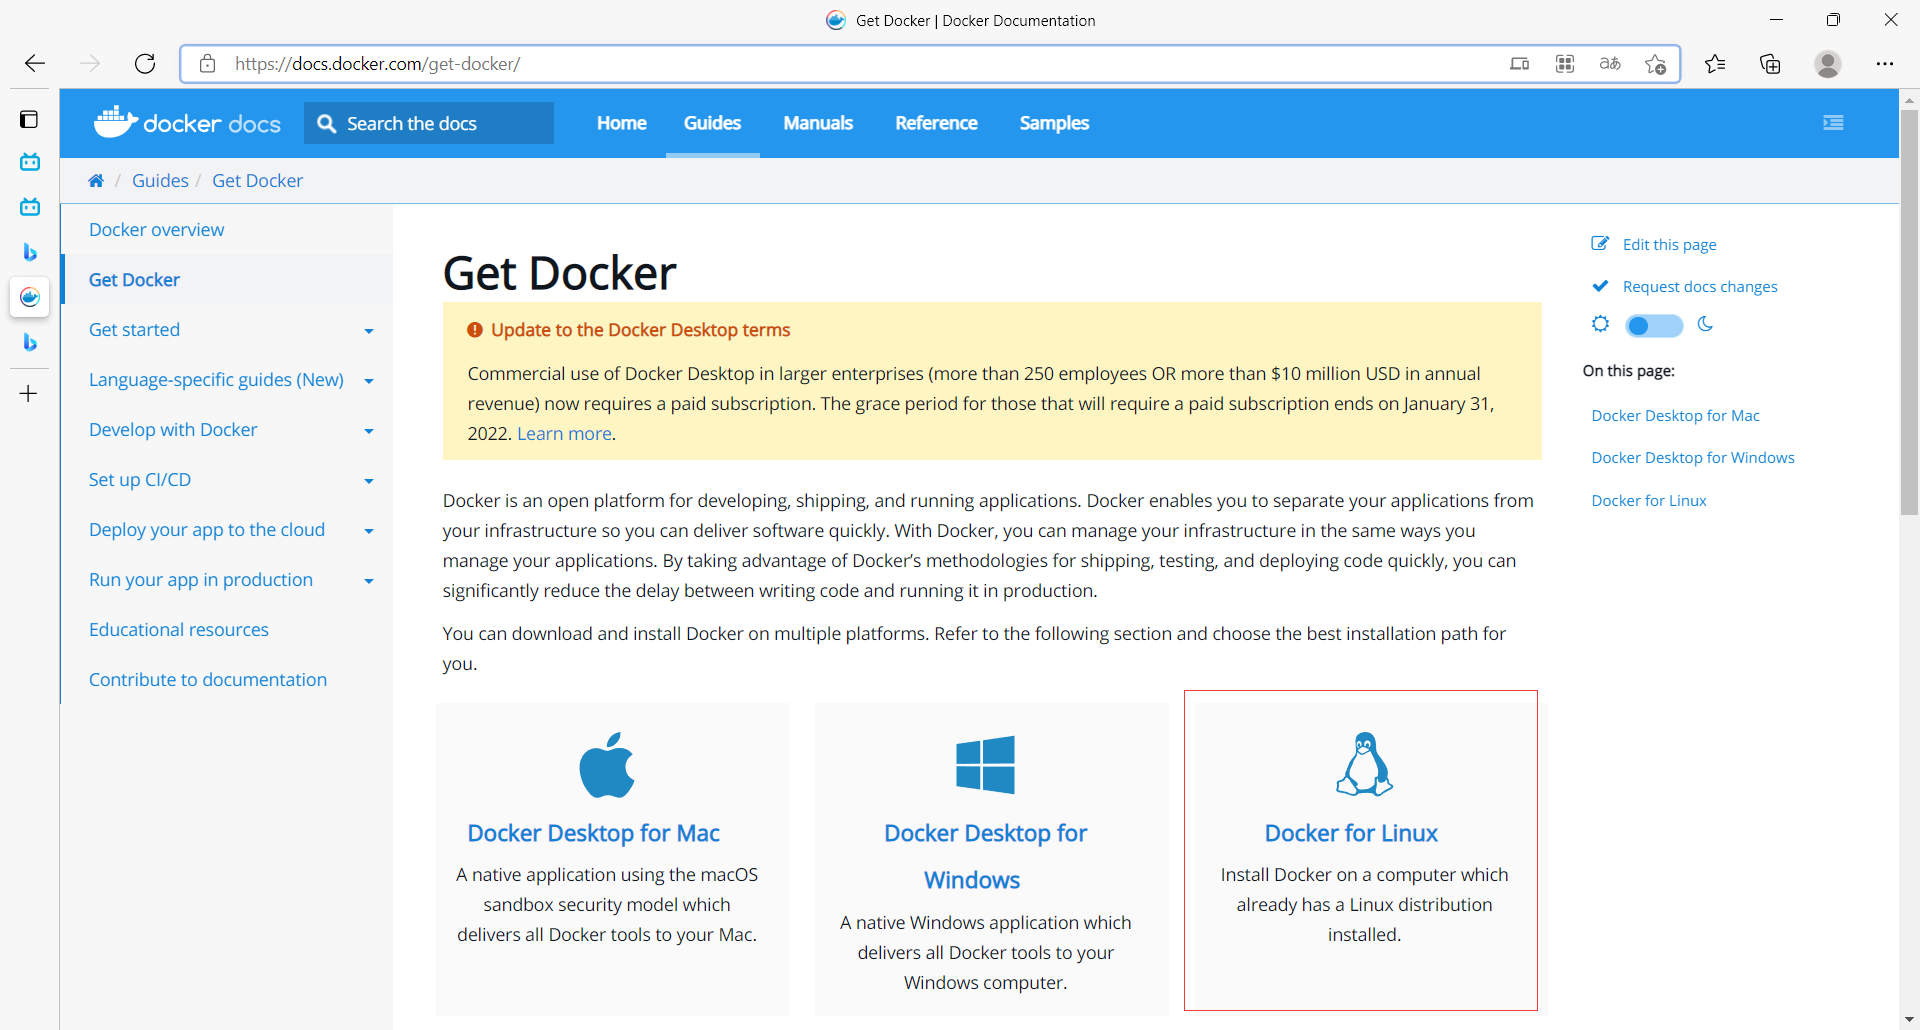 Get Docker | Docker Documentation
https://docs.docker.com/get-docker/
aあ
docker docs
Search the docs
Home
Guides
Manuals
Reference
Samples
/ Guides / Get Docker
Docker overview
Get Docker
Get started
Language-specific guides (New)
Develop with Docker
Set up CI/CD
Deploy your app to the cloud
Run your app in production
Educational resources
Contribute to documentation
Get Docker
Update to the Docker Desktop terms
Commercial use of Docker Desktop in larger enterprises (more than 250 employees OR more than $10 million USD in annual
revenue) now requires a paid subscription. The grace period for those that will require a paid subscription ends on January 31,
2022. Learn more.
Docker is an open platform for developing, shipping, and running applications. Docker enables you to separate your applications from
your infrastructure so you can deliver software quickly. With Docker, you can manage your infrastructure in the same ways you
manage your applications. By taking advantage of Docker’s methodologies for shipping, testing, and deploying code quickly, you can
significantly reduce the delay between writing code and running it in production.
You can download and install Docker on multiple platforms. Refer to the following section and choose the best installation path for
you.
Docker Desktop for Mac
A native application using the macOS
sandbox security model which
delivers all Docker tools to your Mac.
Docker Desktop for
Windows
A native Windows application which
delivers all Docker tools to your
Windows computer.
Docker for Linux
Install Docker on a computer which
already has a Linux distribution
installed.
Edit this page
Request docs changes
On this page:
Docker Desktop for Mac
Docker Desktop for Windows
Docker for Linux